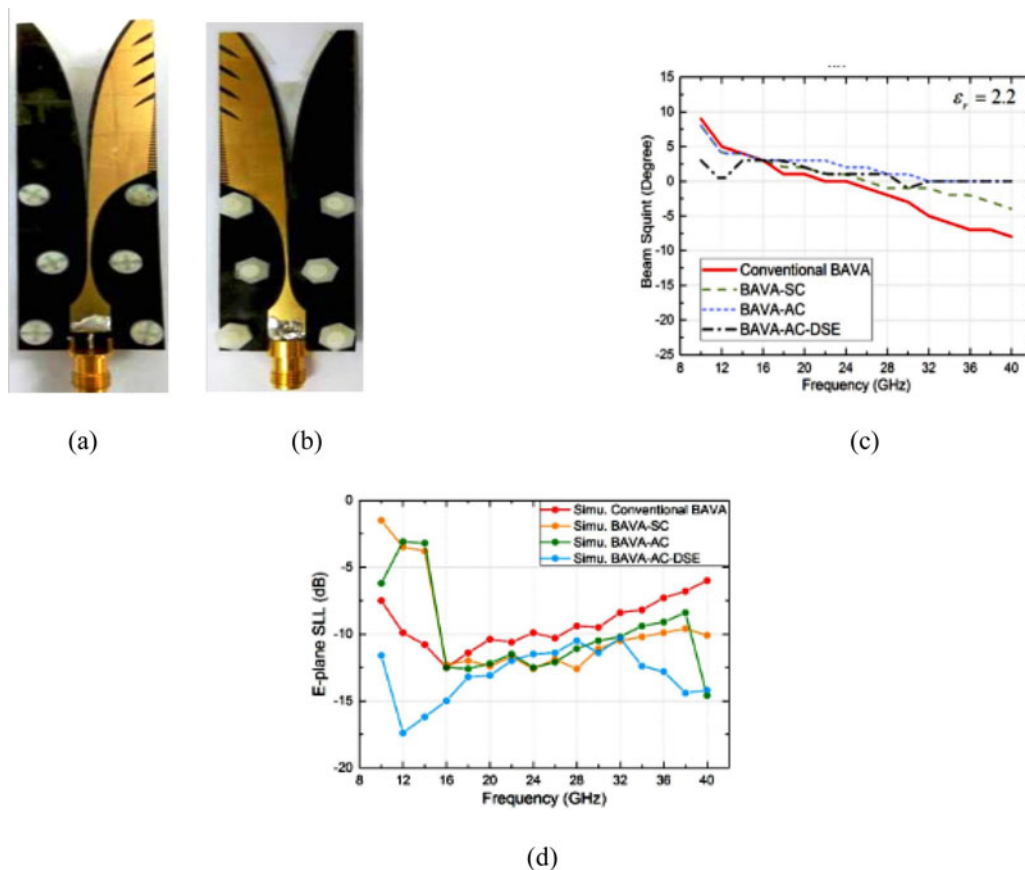 15
10
5
0
-5
-10
-15
-20
-25
Beam Squint (Degree)
εr = 2.2
Conventional BAVA
BAVA-SC
BAVA-AC
BAVA-AC-DSE
8 12 16 20 24 28 32 36 40
Frequency (GHz)
(a)
(b)
(c)
0
-5
-10
-15
-20
E-plane SLL (dB)
Simu. Conventional BAVA
Simu. BAVA-SC
Simu. BAVA-AC
Simu. BAVA-AC-DSE
8 12 16 20 24 28 32 36 40
Frequency (GHz)
(d)